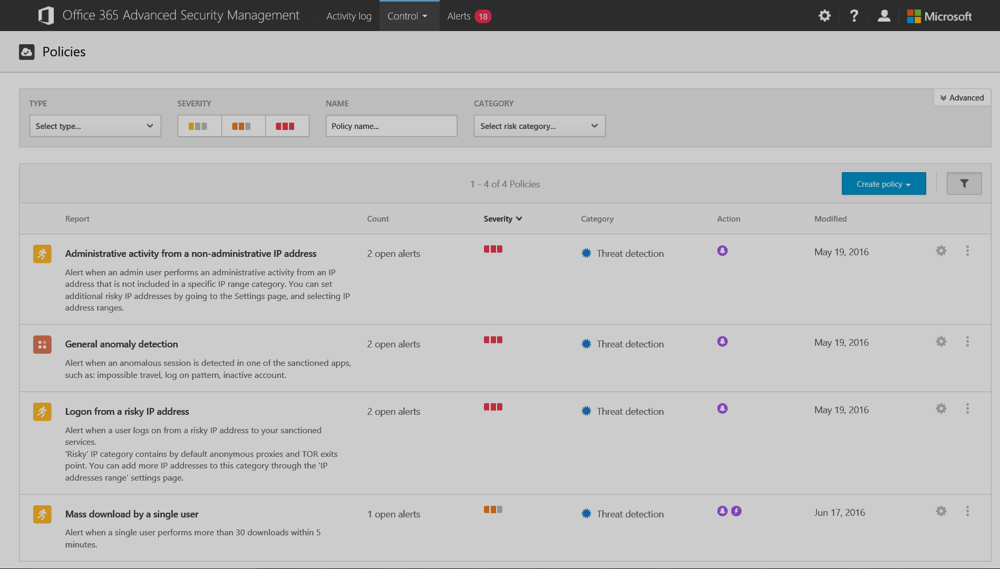 Office 365 Advanced Security Management
Activity log
Control
Alerts 18
?
Microsoft
Policies
TYPE
SEVERITY
NAME
CATEGORY
Advanced
Select type...
Policy name...
Select risk category...
1 - 4 of 4 Policies
Create policy
Report
Count
Severity
Category
Action
Modified
Administrative activity from a non-administrative IP address
2 open alerts
Threat detection
May 19, 2016
Alert when an admin user performs an administrative activity from an IP
address that is not included in a specific IP range category. You can set
additional risky IP addresses by going to the Settings page, and selecting IP
address ranges.
General anomaly detection
2 open alerts
Threat detection
May 19, 2016
Alert when an anomalous session is detected in one of the sanctioned apps,
such as: impossible travel, log on pattern, inactive account.
Logon from a risky IP address
2 open alerts
Threat detection
May 19, 2016
Alert when a user logs on from a risky IP address to your sanctioned
services.
'Risky' IP category contains by default anonymous proxies and TOR exits
point. You can add more IP addresses to this category through the 'IP
addresses range' settings page.
Mass download by a single user
1 open alerts
Threat detection
Jun 17, 2016
Alert when a single user performs more than 30 downloads within 5
minutes.